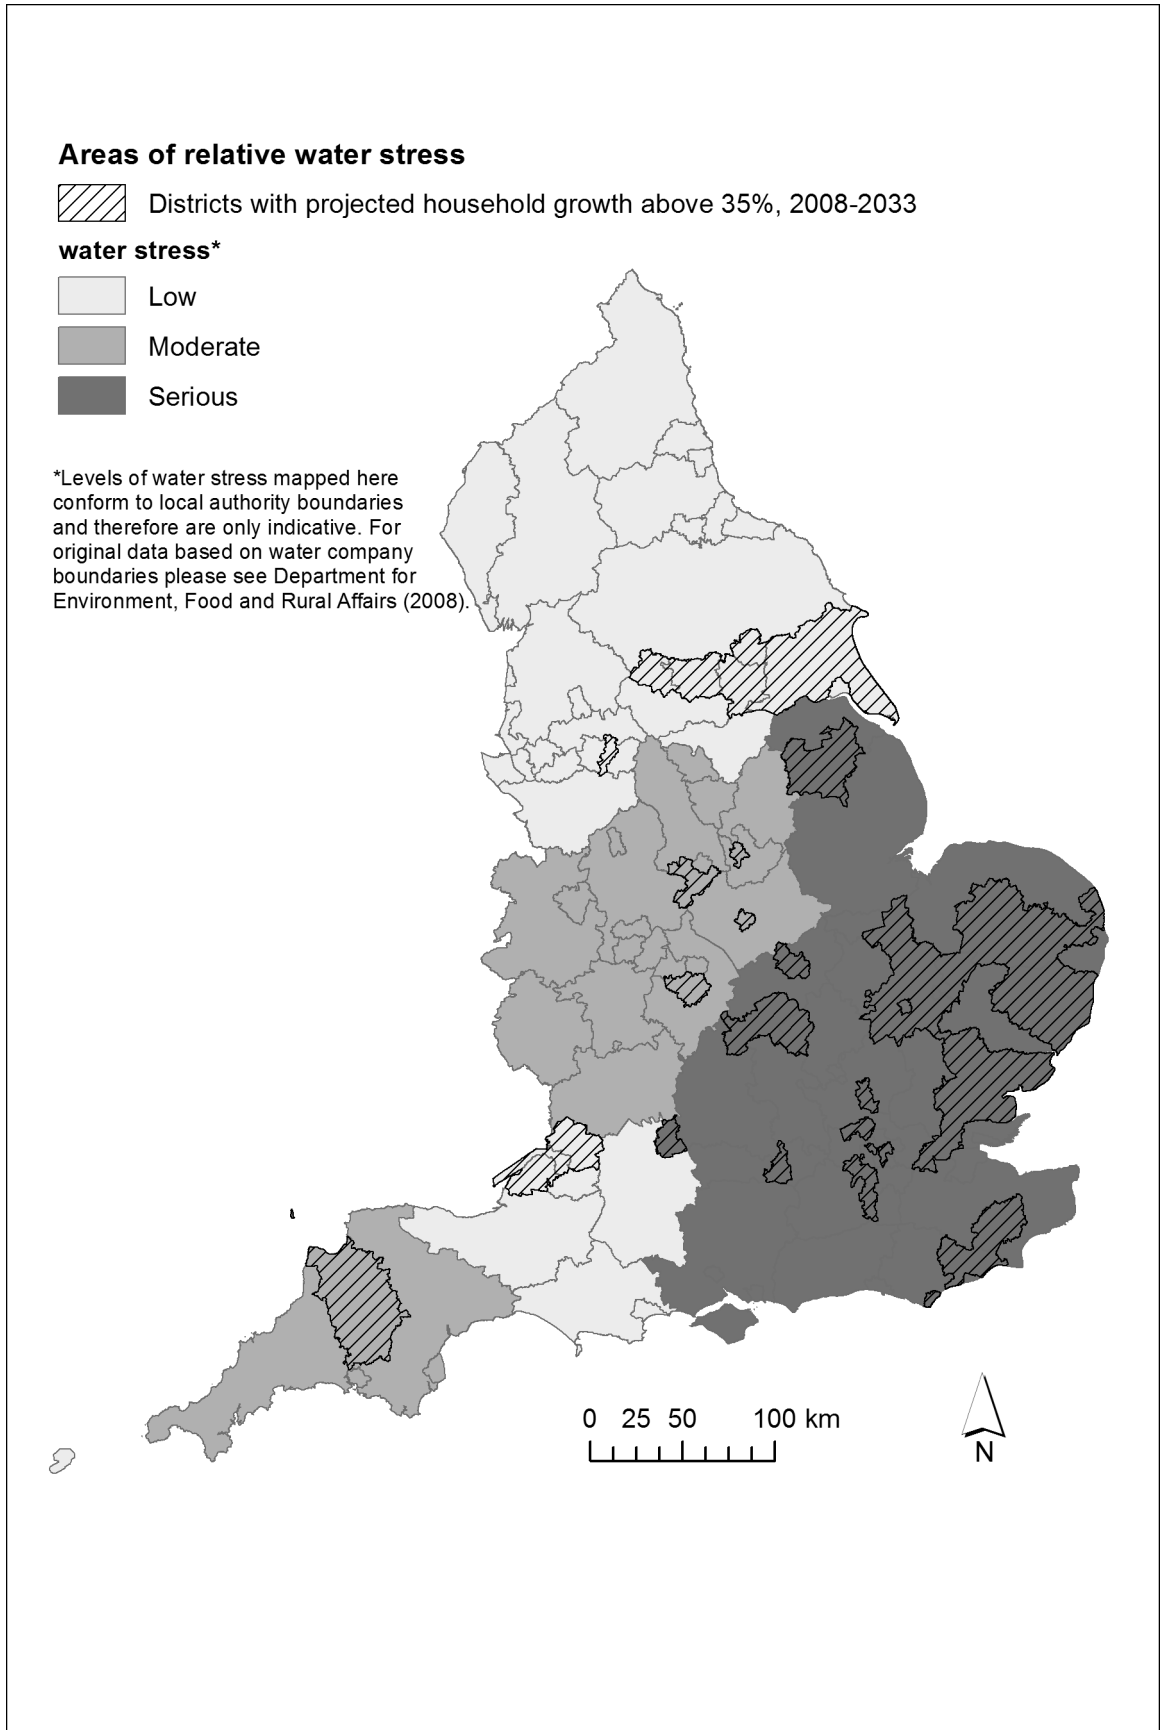 Areas of relative water stress
Districts with projected household growth above 35%, 2008-2033
water stress*
Low
Moderate
Serious
*Levels of water stress mapped here
conform to local authority boundaries
and therefore are only indicative. For
original data based on water company
boundaries please see Department for
Environment, Food and Rural Affairs (2008).
0 25 50 100 km
N